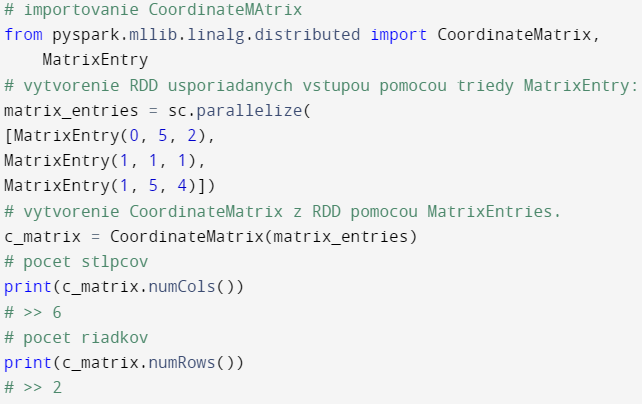 # importovanie CoordinateMAtrix
from pyspark.mllib.linalg.distributed import CoordinateMatrix,
MatrixEntry
# vytvorenie RDD usporiadanych vstupou pomocou triedy MatrixEntry:
matrix_entries = sc.parallelize(
[MatrixEntry(0, 5, 2),
MatrixEntry(1, 1, 1),
MatrixEntry(1, 5, 4)])
# vytvorenie CoordinateMatrix z RDD pomocou MatrixEntries.
c_matrix = CoordinateMatrix(matrix_entries)
# pocet stlpcov
print(c_matrix.numCols())
# >> 6
# pocet riadkov
print(c_matrix.numRows())
# >> 2